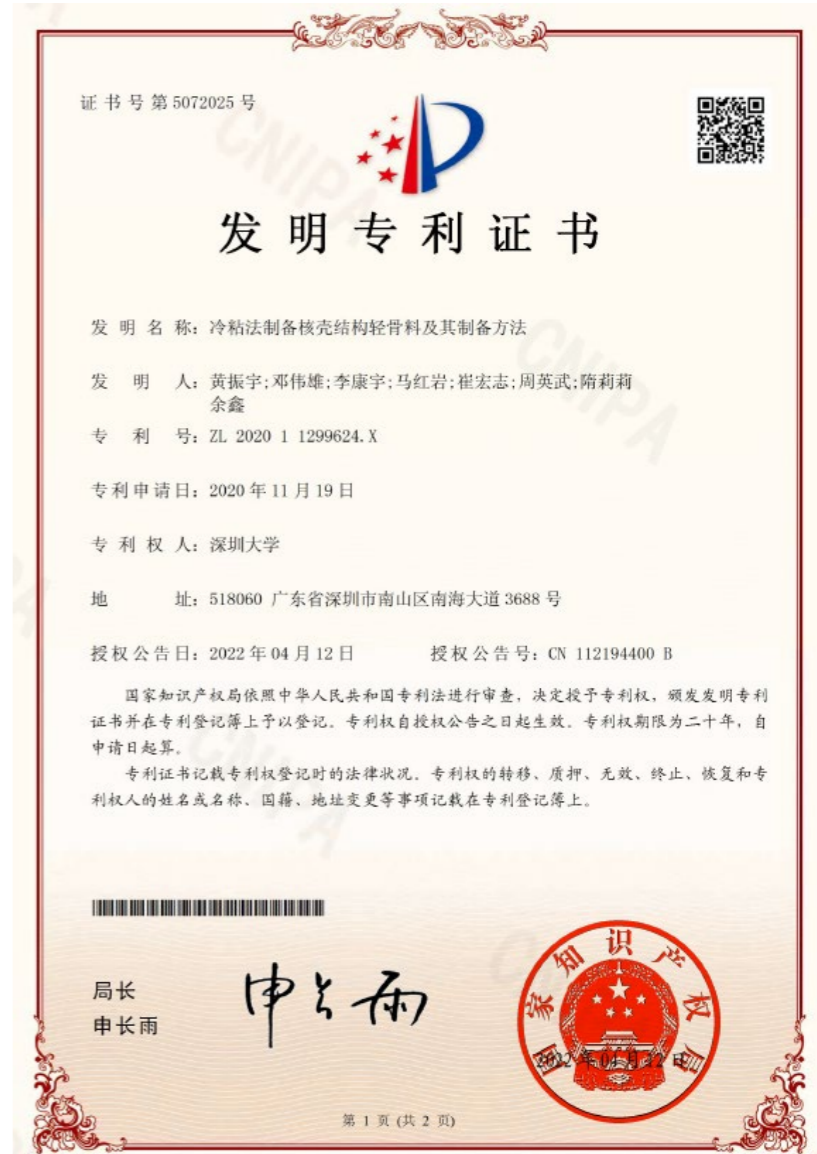 证书号第5072025号
发明专利证书
发明名称：冷粘法制备核壳结构轻骨料及其制备方法
发明人：黄振宇;邓伟雄;李康宇;马红岩;崔宏志;周英武;隋莉莉
余鑫
专利号：ZL 2020 1 1299624.X
专利申请日：2020年11月19日
专利权人：深圳大学
地址：518060 广东省深圳市南山区南海大道3688号
授权公告日：2022年04月12日 授权公告号：CN 112194400 B
国家知识产权局依照中华人民共和国专利法进行审查，决定授予专利权，颁发发明专利
证书并在专利登记簿上予以登记。专利权自授权公告之日起生效。专利权期限为二十年，自
申请日起算。
专利证书记载专利权登记时的法律状况。专利权的转移、质押、无效、终止、恢复和专
利权人的姓名或名称、国籍、地址变更等事项记载在专利登记簿上。
局长
申长雨
申长雨
国家知识产权局
2022年04月12日
第 1 页 (共 2 页)
CNIPA
CNIPA
CNIPA